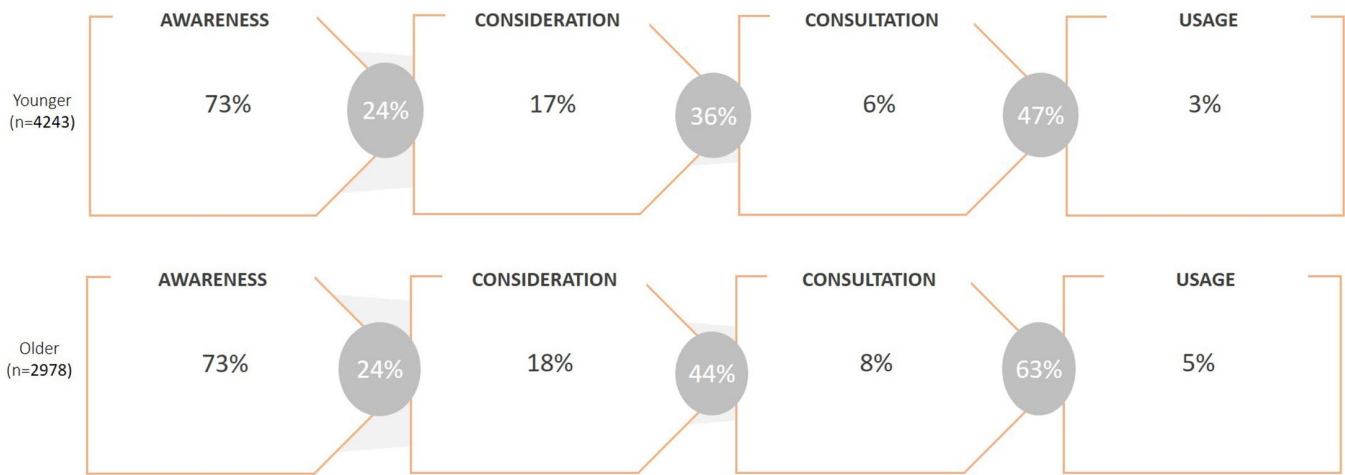 AWARENESS CONSIDERATION CONSULTATION USAGE
Younger
(n=4243)
73% 24% 17% 36% 6% 47% 3%
AWARENESS CONSIDERATION CONSULTATION USAGE
Older
(n=2978)
73% 24% 18% 44% 8% 63% 5%